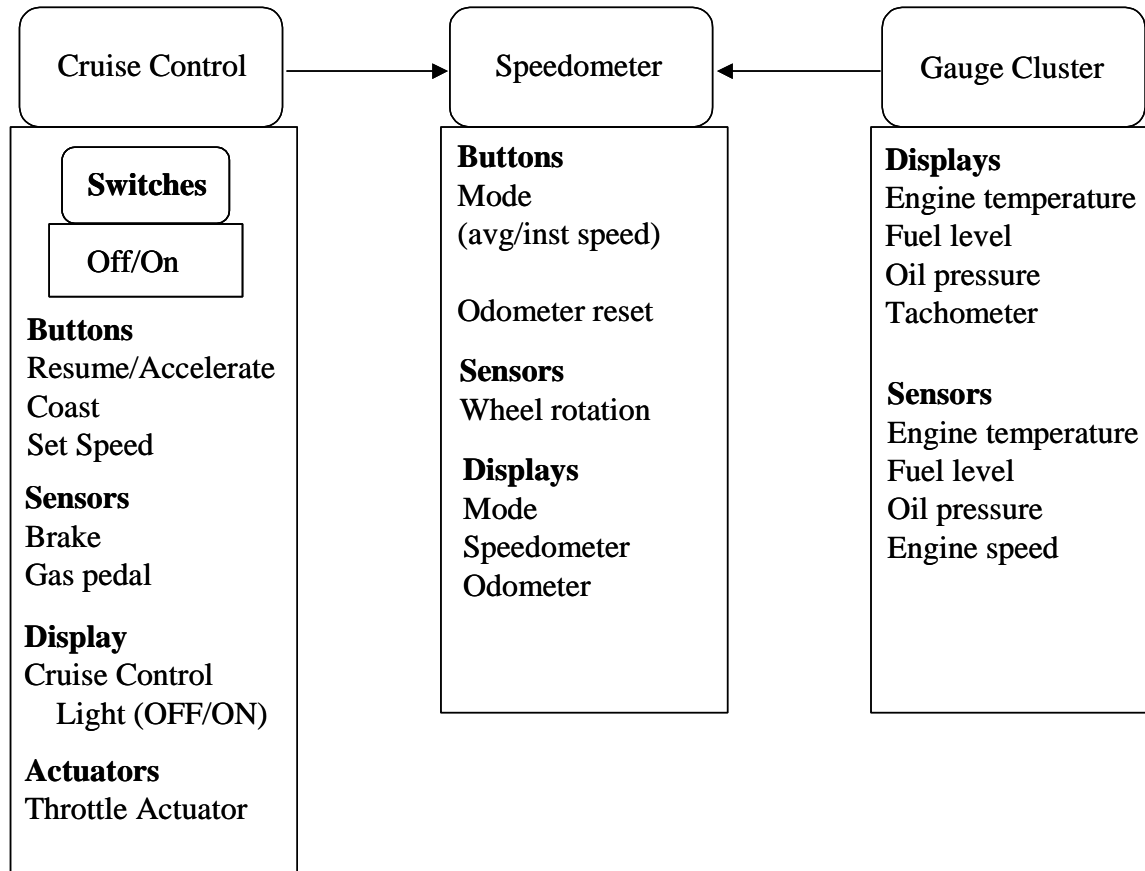 Cruise Control
Speedometer
Gauge Cluster
Switches
Off/On
Buttons
Resume/Accelerate
Coast
Set Speed
Sensors
Brake
Gas pedal
Display
Cruise Control
Light (OFF/ON)
Actuators
Throttle Actuator
Buttons
Mode
(avg/inst speed)
Odometer reset
Sensors
Wheel rotation
Displays
Mode
Speedometer
Odometer
Displays
Engine temperature
Fuel level
Oil pressure
Tachometer
Sensors
Engine temperature
Fuel level
Oil pressure
Engine speed